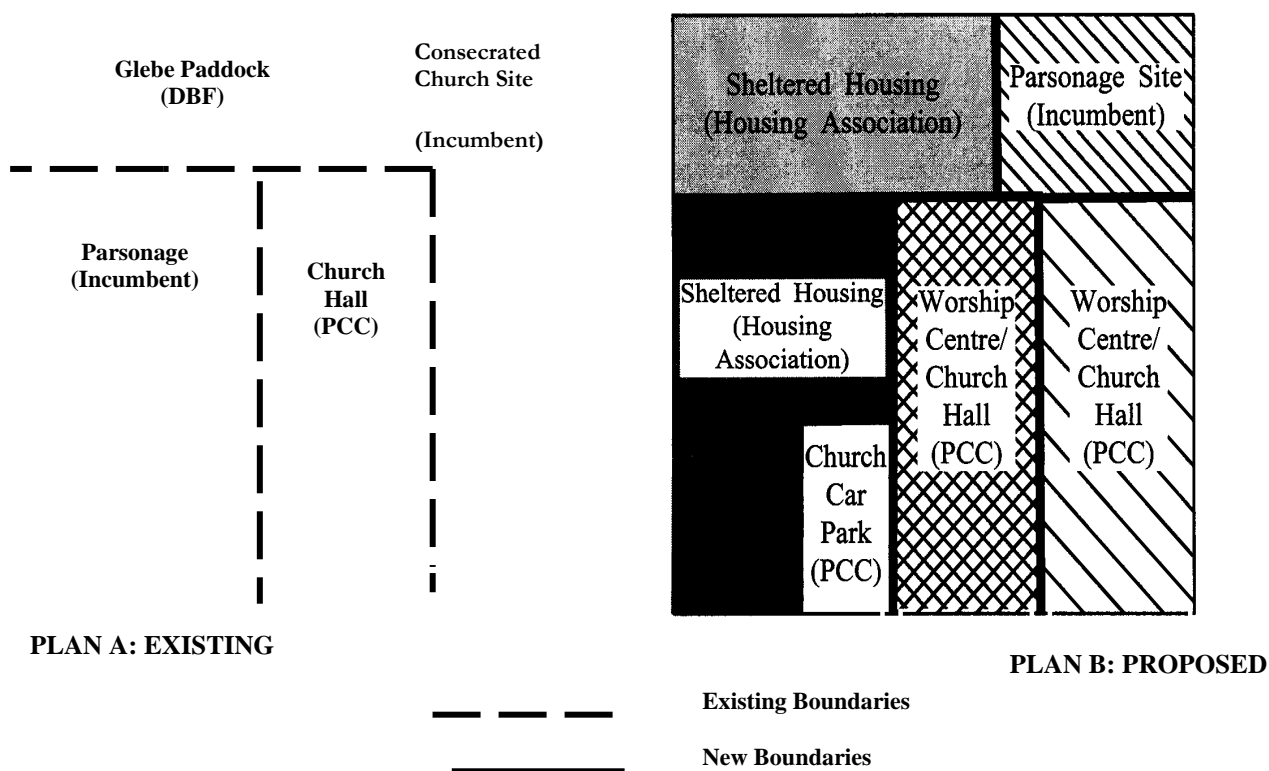 Glebe Paddock
(DBF)
Consecrated
Church Site
(Incumbent)
Parsonage
(Incumbent)
Church
Hall
(PCC)
PLAN A: EXISTING
Sheltered Housing
(Housing Association)
Parsonage Site
(Incumbent)
Sheltered Housing
(Housing
Association)
Worship
Centre/
Church
Hall
(PCC)
Worship
Centre/
Church
Hall
(PCC)
Church
Car
Park
(PCC)
PLAN B: PROPOSED
Existing Boundaries
New Boundaries